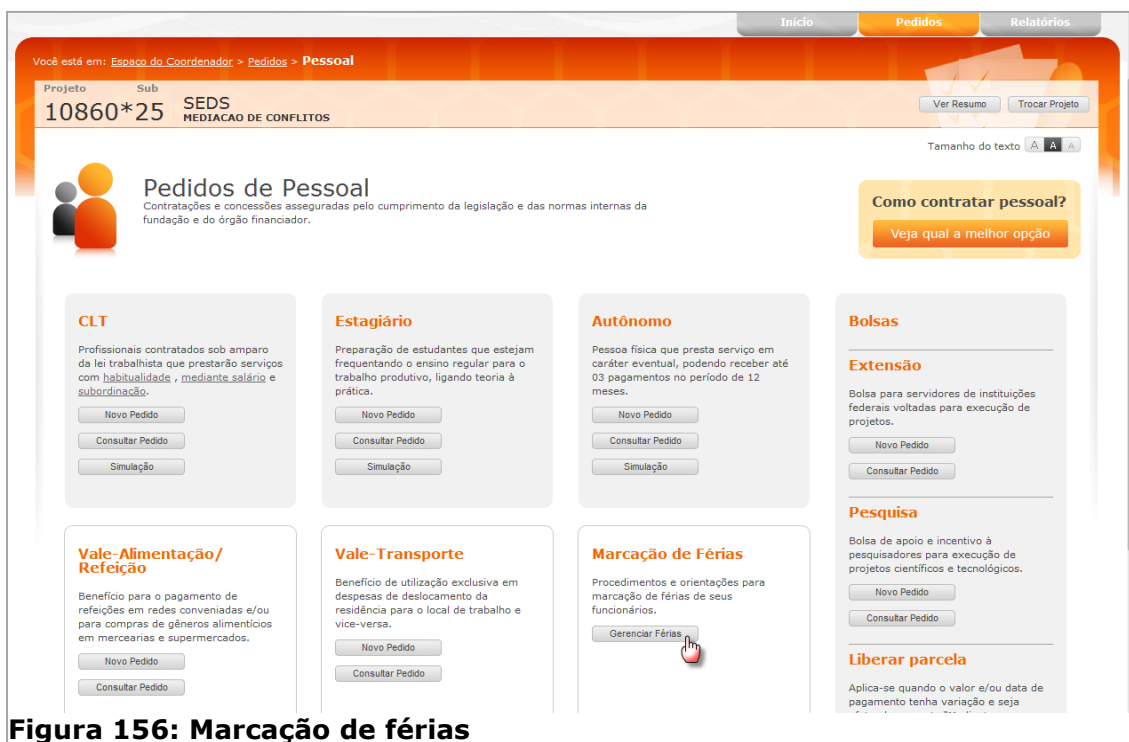 Início
Pedidos
Relatórios
Você está em: Espaço do Coordenador > Pedidos > Pessoal
Projeto Sub
10860*25
SEDS
MEDIACAO DE CONFLITOS
Ver Resumo
Trocar Projeto
Tamanho do texto A A A
Pedidos de Pessoal
Contratações e concessões asseguradas pelo cumprimento da legislação e das normas internas da
fundação e do órgão financiador.
Como contratar pessoal?
Veja qual a melhor opção
CLT
Profissionais contratados sob amparo
da lei trabalhista que prestarão serviços
com habitualidade , mediante salário e
subordinação.
Novo Pedido
Consultar Pedido
Simulação
Estagiário
Preparação de estudantes que estejam
frequentando o ensino regular para o
trabalho produtivo, ligando teoria à
prática.
Novo Pedido
Consultar Pedido
Simulação
Autônomo
Pessoa física que presta serviço em
caráter eventual, podendo receber até
03 pagamentos no período de 12
meses.
Novo Pedido
Consultar Pedido
Simulação
Bolsas
Extensão
Bolsa para servidores de instituições
federais voltadas para execução de
projetos.
Novo Pedido
Consultar Pedido
Pesquisa
Bolsa de apoio e incentivo à
pesquisadores para execução de
projetos científicos e tecnológicos.
Novo Pedido
Consultar Pedido
Liberar parcela
Aplica-se quando o valor e/ou data de
pagamento tenha variação e seja
Vale-Alimentação/
Refeição
Benefício para o pagamento de
refeições em redes conveniadas e/ou
para compras de gêneros alimentícios
em mercearias e supermercados.
Novo Pedido
Consultar Pedido
Vale-Transporte
Benefício de utilização exclusiva em
despesas de deslocamento da
residência para o local de trabalho e
vice-versa.
Novo Pedido
Consultar Pedido
Marcação de Férias
Procedimentos e orientações para
marcação de férias de seus
funcionários.
Gerenciar Férias
Figura 156: Marcação de férias